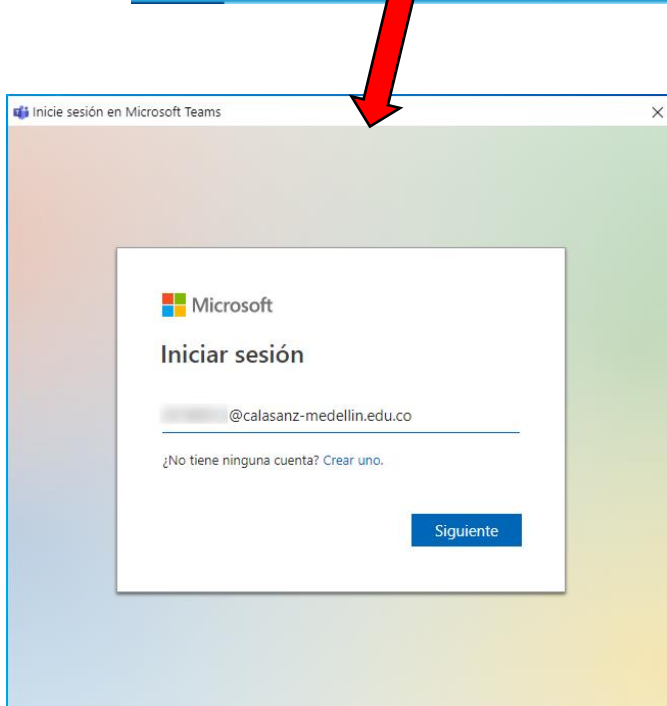 Inicie sesión en Microsoft Teams
Microsoft
Iniciar sesión
@calasanz-medellin.edu.co
¿No tiene ninguna cuenta? Crear uno.
Siguiente